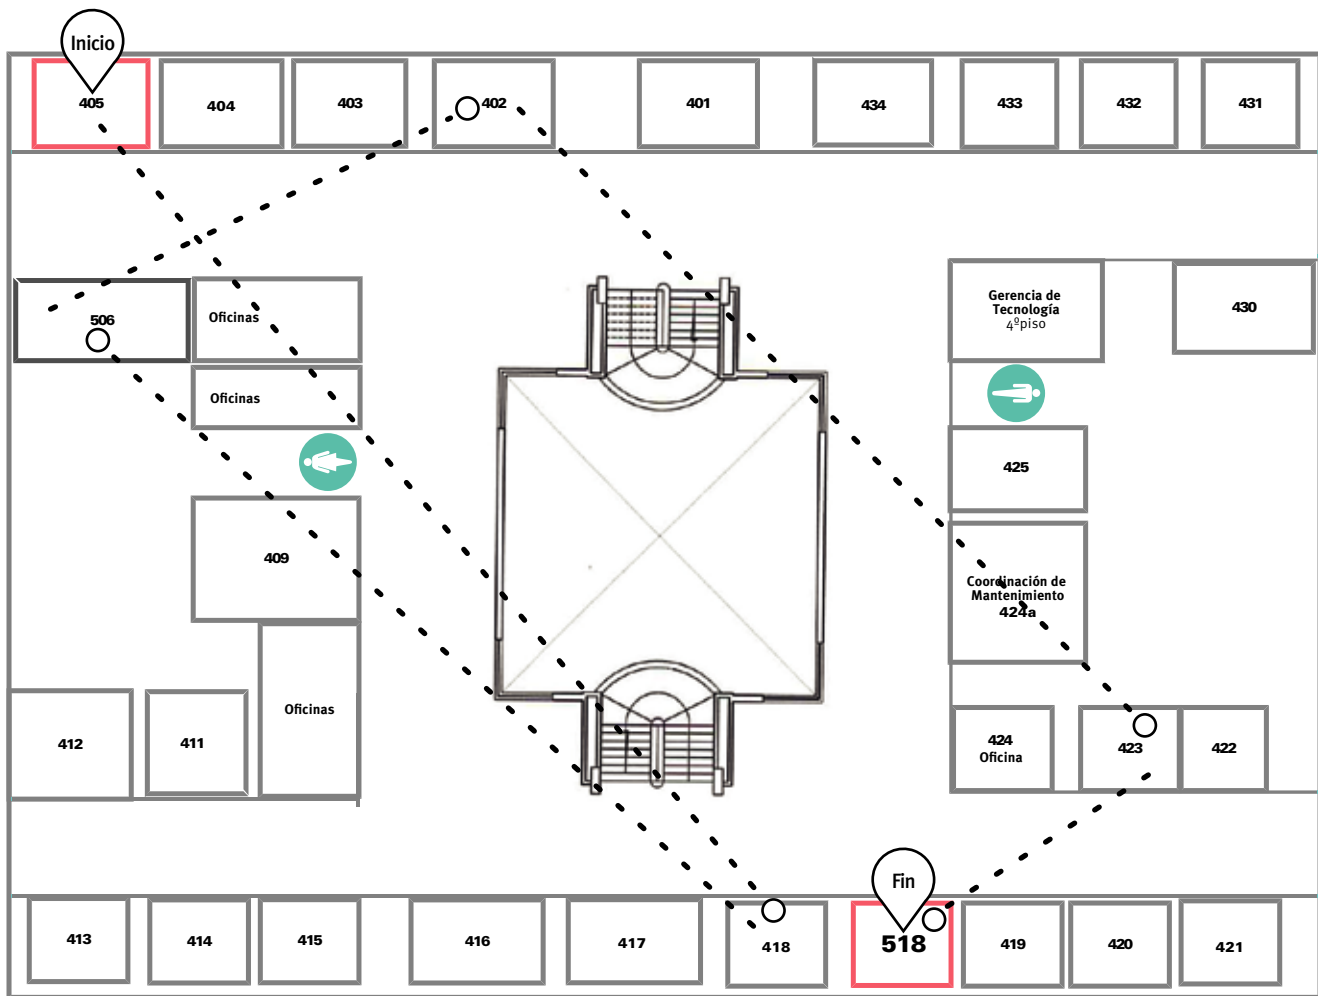 Inicio
405
404
403
402
401
434
433
432
431
506
Oficinas
Gerencia de
Tecnología
4ºpiso
430
Oficinas
425
409
Coordinación de
Mantenimiento
424a
Oficinas
412
411
424
Oficina
423
422
Fin
413
414
415
416
417
418
518
419
420
421